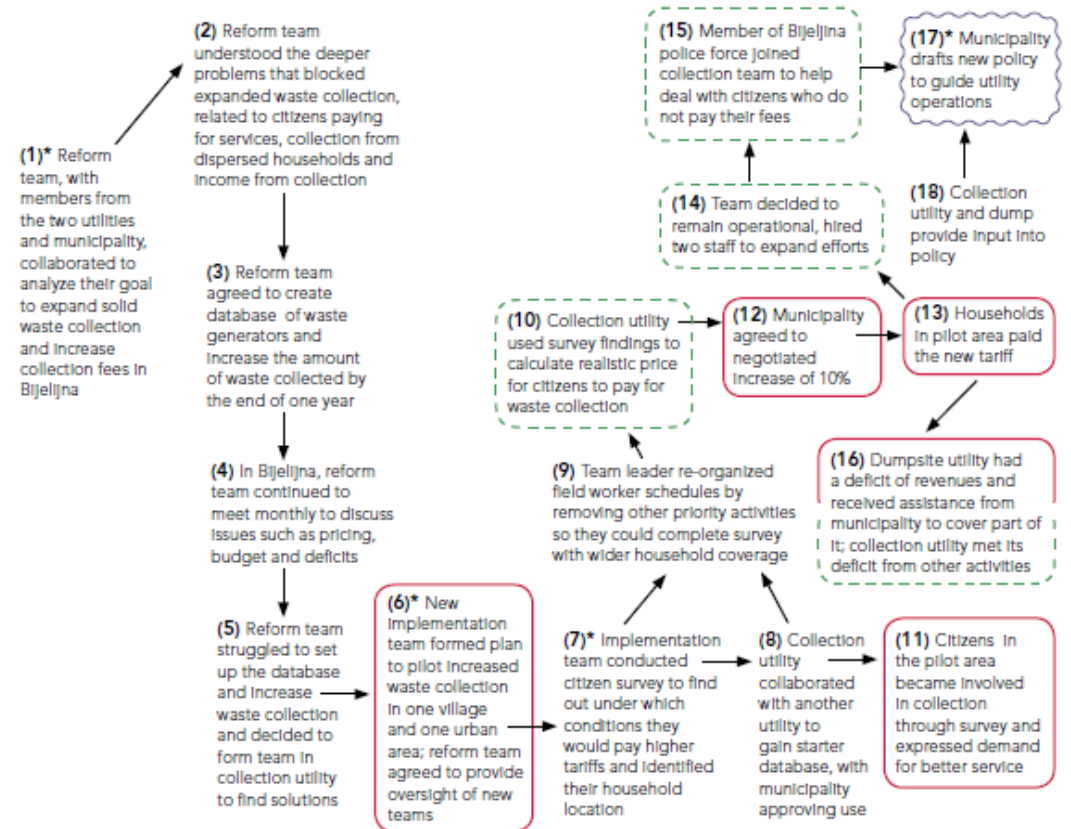 (1)* Reform
team, with
members from
the two utilities
and municipality,
collaborated to
analyze their goal
to expand solid
waste collection
and increase
collection fees in
Bijelijna
(2) Reform team
understood the deeper
problems that blocked
expanded waste collection,
related to citizens paying
for services, collection from
dispersed households and
income from collection
(3) Reform team
agreed to create
database of waste
generators and
increase the amount
of waste collected by
the end of one year
(4) In Bijelijna, reform
team continued to
meet monthly to discuss
issues such as pricing,
budget and deficits
(5) Reform team
struggled to set
up the database
and increase
waste collection
and decided to
form team in
collection utility
to find solutions
(6)* New
implementation
team formed plan
to pilot increased
waste collection
in one village
and one urban
area; reform team
agreed to provide
oversight of new
teams
(7)* Implementation
team conducted
citizen survey to find
out under which
conditions they
would pay higher
tariffs and identified
their household
location
(8) Collection
utility
collaborated
with another
utility to
gain starter
database, with
municipality
approving use
(9) Team leader re-organized
field worker schedules by
removing other priority activities
so they could complete survey
with wider household coverage
(10) Collection utility
used survey findings to
calculate realistic price
for citizens to pay for
waste collection
(11) Citizens in
the pilot area
became involved
in collection
through survey and
expressed demand
for better service
(12) Municipality
agreed to
negotiated
increase of 10%
(13) Households
in pilot area paid
the new tariff
(14) Team decided to
remain operational, hired
two staff to expand efforts
(15) Member of Bijeljina
police force joined
collection team to help
deal with citizens who do
not pay their fees
(16) Dumpsite utility had
a deficit of revenues and
received assistance from
municipality to cover part of
it; collection utility met its
deficit from other activities
(17)* Municipality
drafts new policy
to guide utility
operations
(18) Collection
utility and dump
provide input into
policy